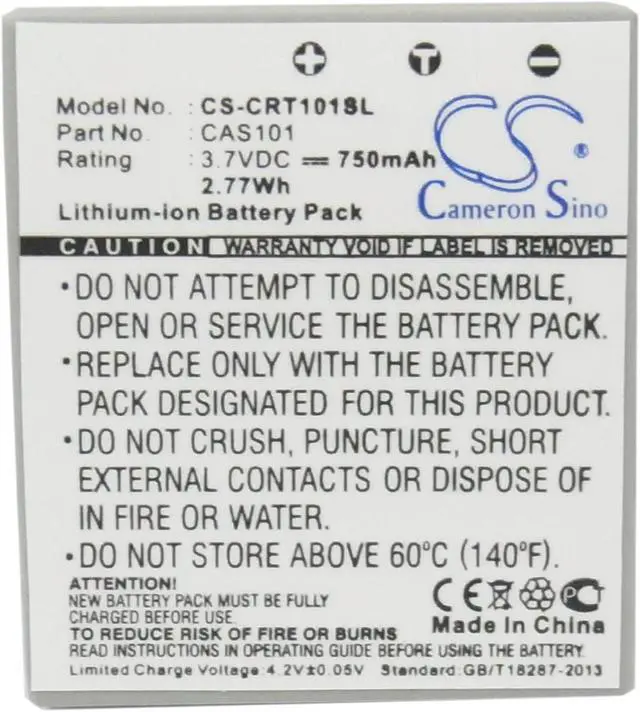 + T −
Model No. : CS-CRT101SL
Part No. : CAS101
Rating : 3.7VDC ⎓ 750mAh
2.77Wh
Lithium-ion Battery Pack
CS®
Cameron Sino
CAUTION WARRANTY VOID IF LABEL IS REMOVED
•DO NOT ATTEMPT TO DISASSEMBLE,
OPEN OR SERVICE THE BATTERY PACK.
•REPLACE ONLY WITH THE BATTERY
PACK DESIGNATED FOR THIS PRODUCT.
•DO NOT CRUSH, PUNCTURE, SHORT
EXTERNAL CONTACTS OR DISPOSE OF
IN FIRE OR WATER.
•DO NOT STORE ABOVE 60°C (140°F).
ATTENTION!
NEW BATTERY PACK MUST BE FULLY
CHARGED BEFORE USE.
TO REDUCE RISK OF FIRE OR BURNS
READ INSTRUCTIONS IN OPERATING GUIDE BEFORE USING THE BATTERY.
CE PCT
Made In China
Limited Charge Voltage:4.2V±0.05V Standard:GB/T18287-2013